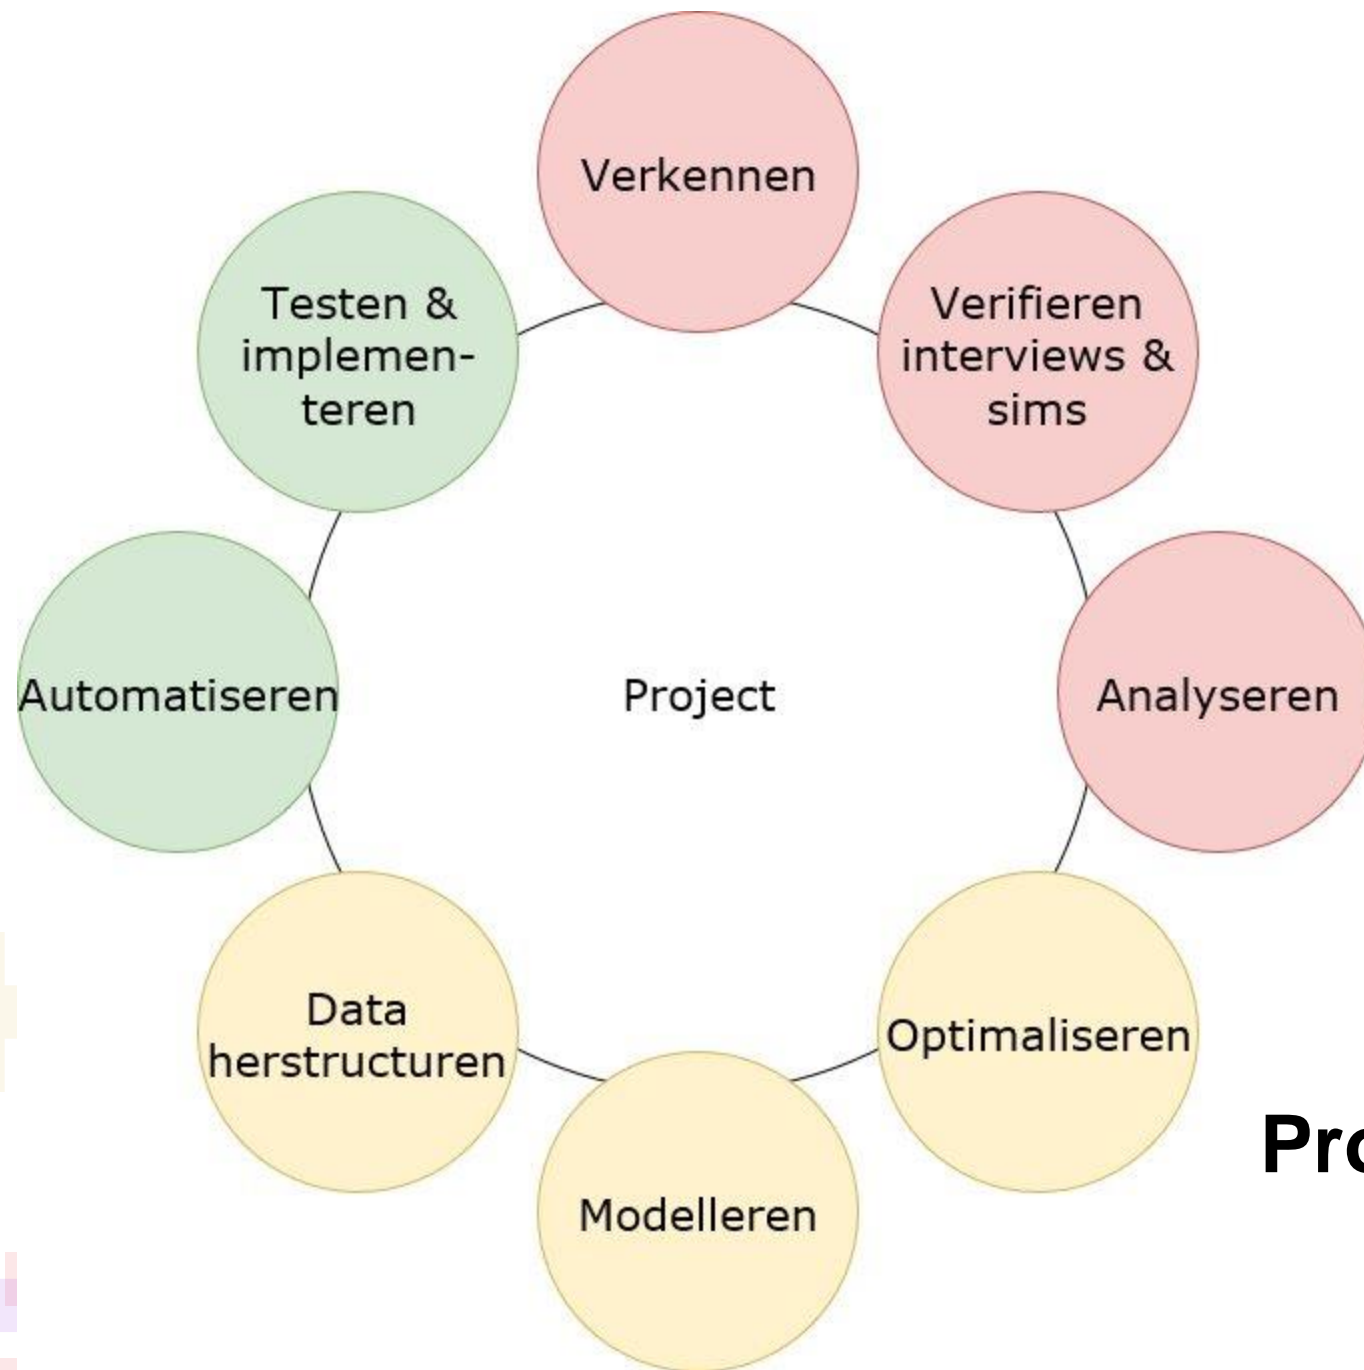 Verkennen
Verifieren
interviews &
sims
Analyseren
Optimaliseren
Modelleren
Data
herstructuren
Automatiseren
Testen &
implemen-
teren
Project